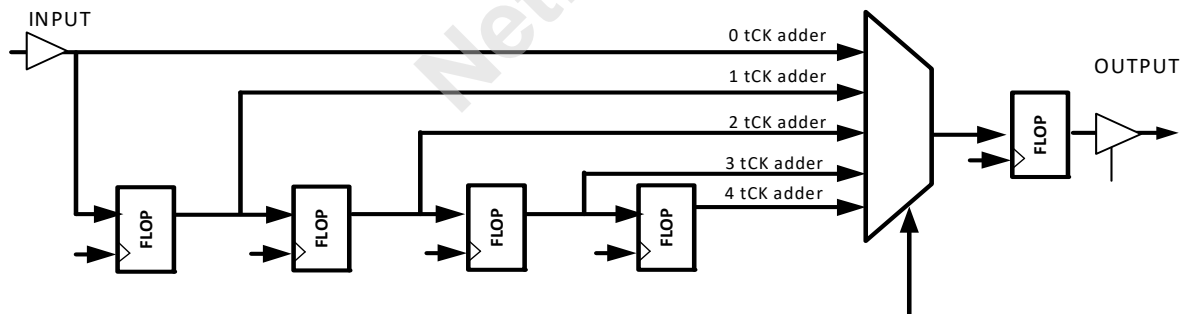 INPUT
0 tCK adder
1 tCK adder
OUTPUT
2 tCK adder
3 tCK adder
4 tCK adder
FLOP
FLOP
FLOP
FLOP
FLOP